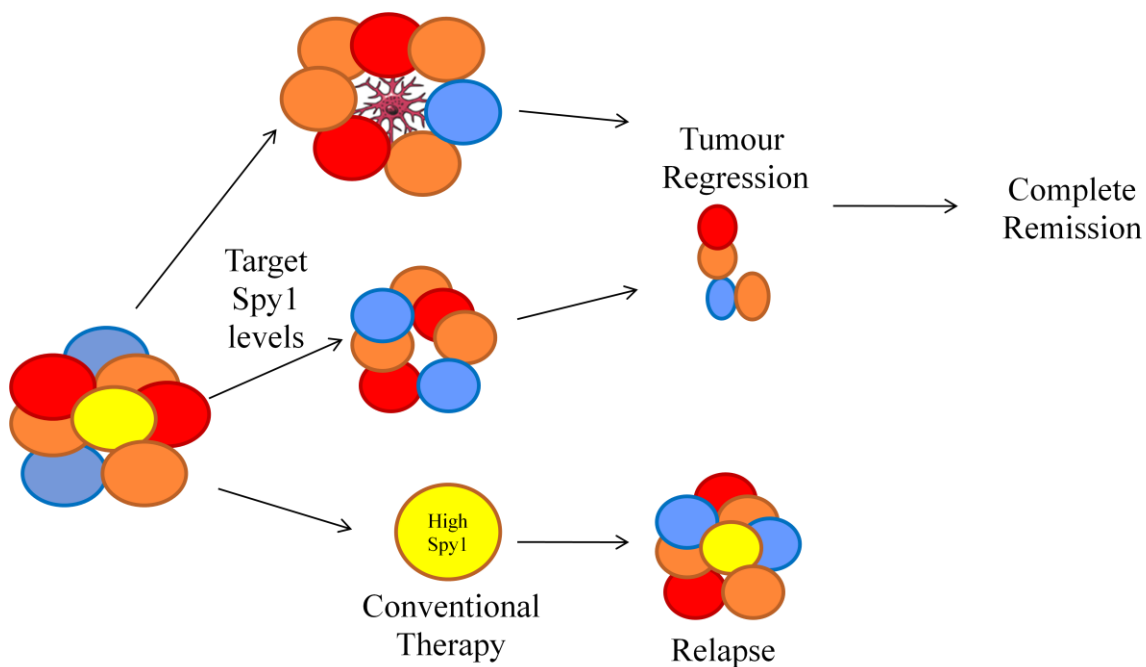 Tumour
Regression
Complete
Remission
Target
Spy1
levels
High
Spy1
Conventional
Therapy
Relapse